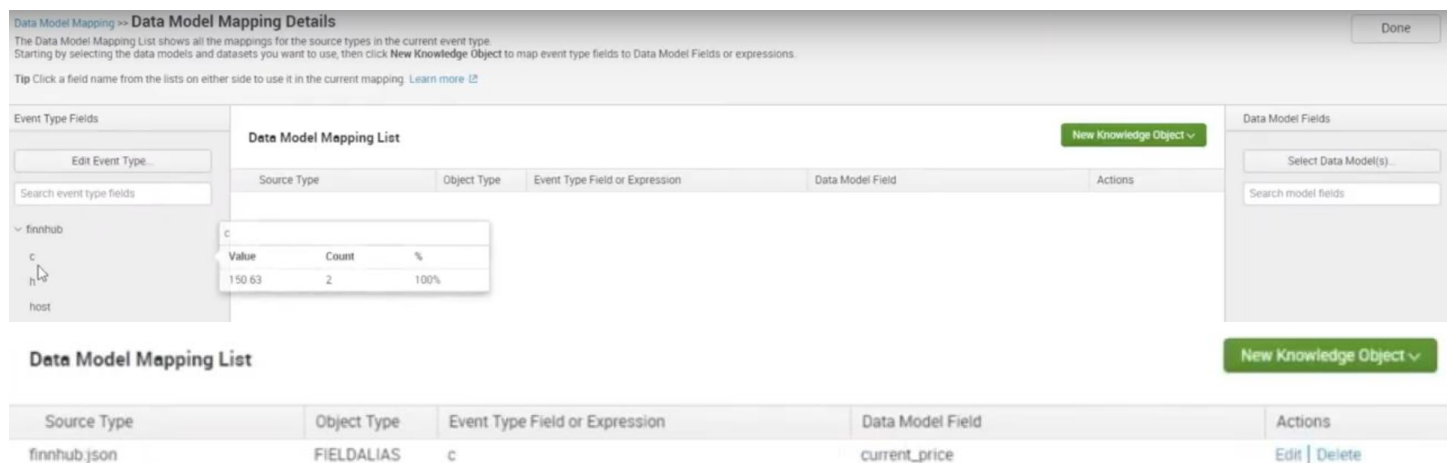 Data Model Mapping >> Data Model Mapping Details
Done
The Data Model Mapping List shows all the mappings for the source types in the current event type.
Starting by selecting the data models and datasets you want to use, then click New Knowledge Object to map event type fields to Data Model Fields or expressions.
Tip Click a field name from the lists on either side to use it in the current mapping. Learn more
Event Type Fields
Data Model Mapping List
New Knowledge Object
Data Model Fields
Edit Event Type...
Select Data Model(s)...
Source Type Object Type Event Type Field or Expression Data Model Field Actions
Search event type fields
Search model fields
finnhub
c
Value Count %
150.63 2 100%
c
h
host
Data Model Mapping List
New Knowledge Object
Source Type Object Type Event Type Field or Expression Data Model Field Actions
finnhub:json FIELDALIAS c current_price Edit | Delete